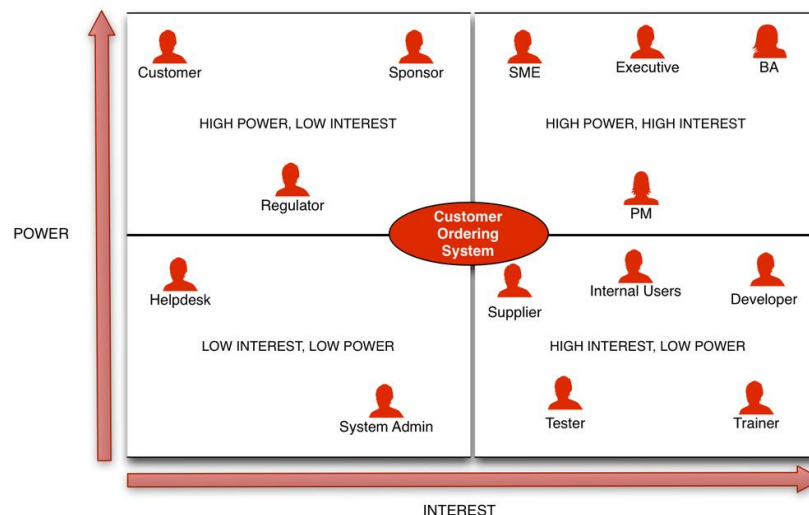 Customer
Sponsor
SME
Executive
BA
HIGH POWER, LOW INTEREST
HIGH POWER, HIGH INTEREST
Regulator
PM
POWER
Customer
Ordering
System
Helpdesk
Supplier
Internal Users
Developer
LOW INTEREST, LOW POWER
HIGH INTEREST, LOW POWER
System Admin
Tester
Trainer
INTEREST